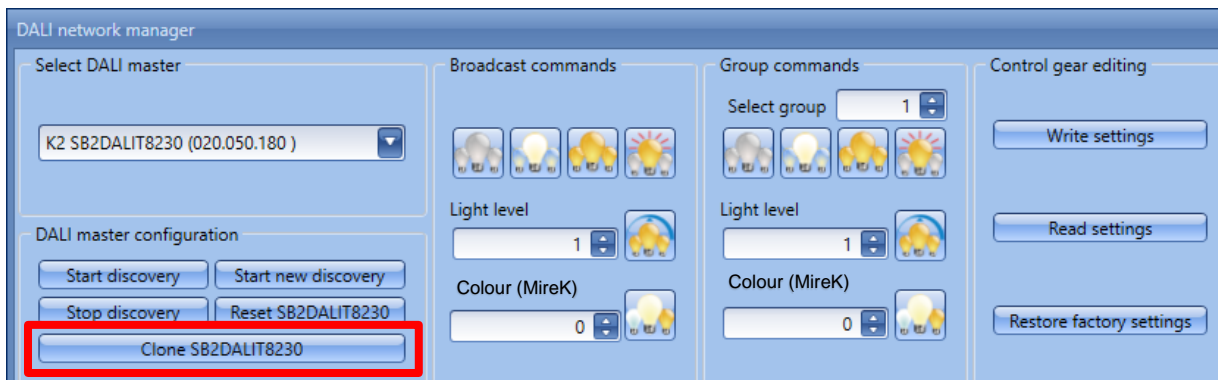 DALI network manager
Select DALI master
K2 SB2DALIT8230 (020.050.180 )
DALI master configuration
Start discovery
Start new discovery
Stop discovery
Reset SB2DALIT8230
Clone SB2DALIT8230
Broadcast commands
Light level
1
Colour (MireK)
0
Group commands
Select group
1
Light level
1
Colour (MireK)
0
Control gear editing
Write settings
Read settings
Restore factory settings